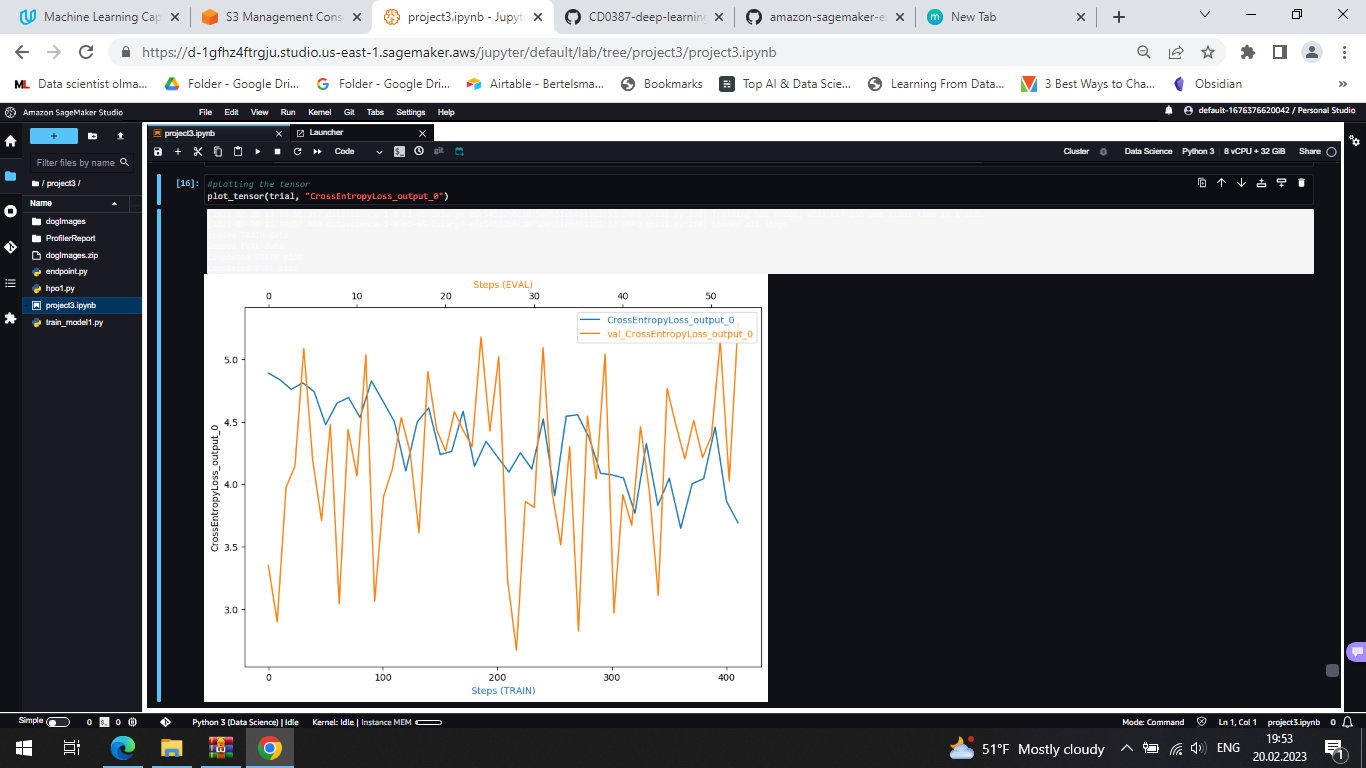 Machine Learning Cap
S3 Management Cons
project3.ipynb - Jupyt
CD0387-deep-learning
amazon-sagemaker-e
New Tab
https://d-1gfhz4ftrgju.studio.us-east-1.sagemaker.aws/jupyter/default/lab/tree/project3/project3.ipynb
ML Data scientist olma...
Folder - Google Dri...
Folder - Google Dri...
Airtable - Bertelsma...
Bookmarks
Top AI & Data Scie...
Learning From Data...
3 Best Ways to Cha...
Obsidian
»
Amazon SageMaker Studio
File Edit View Run Kernel Git Tabs Settings Help
default-1676376620042 / Personal Studio
project3.ipynb
Launcher
Filter files by name
Code
git
Cluster
Data Science
Python 3
8 vCPU + 32 GiB
Share
/ project3 /
Name
dogImages
ProfilerReport
dogImages.zip
endpoint.py
hpo1.py
project3.ipynb
train_model1.py
[16]:
#plotting the tensor
plot_tensor(trial, "CrossEntropyLoss_output_0")
Steps (EVAL)
0 10 20 30 40 50
CrossEntropyLoss_output_0
val_CrossEntropyLoss_output_0
5.0
4.5
4.0
3.5
3.0
CrossEntropyLoss_output_0
0 100 200 300 400
Steps (TRAIN)
Simple
0
0
Python 3 (Data Science) | Idle
Kernel: Idle | Instance MEM
Mode: Command
Ln 1, Col 1
project3.ipynb
0
51°F Mostly cloudy
ENG
19:53
20.02.2023
1